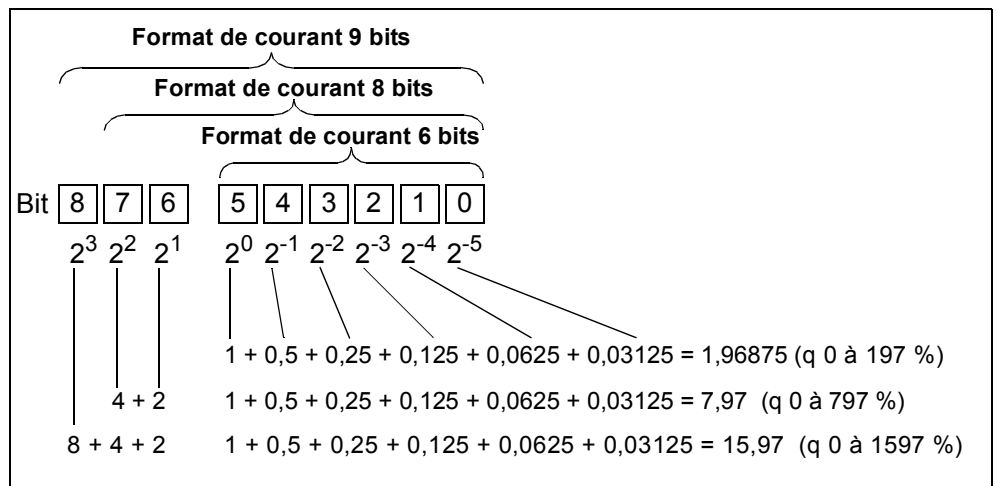 Format de courant 9 bits
Format de courant 8 bits
Format de courant 6 bits
Bit 8 7 6 5 4 3 2 1 0
2³ 2² 2¹ 2⁰ 2⁻¹ 2⁻² 2⁻³ 2⁻⁴ 2⁻⁵
1 + 0,5 + 0,25 + 0,125 + 0,0625 + 0,03125 = 1,96875 (q 0 à 197 %)
4 + 2 1 + 0,5 + 0,25 + 0,125 + 0,0625 + 0,03125 = 7,97 (q 0 à 797 %)
8 + 4 + 2 1 + 0,5 + 0,25 + 0,125 + 0,0625 + 0,03125 = 15,97 (q 0 à 1597 %)